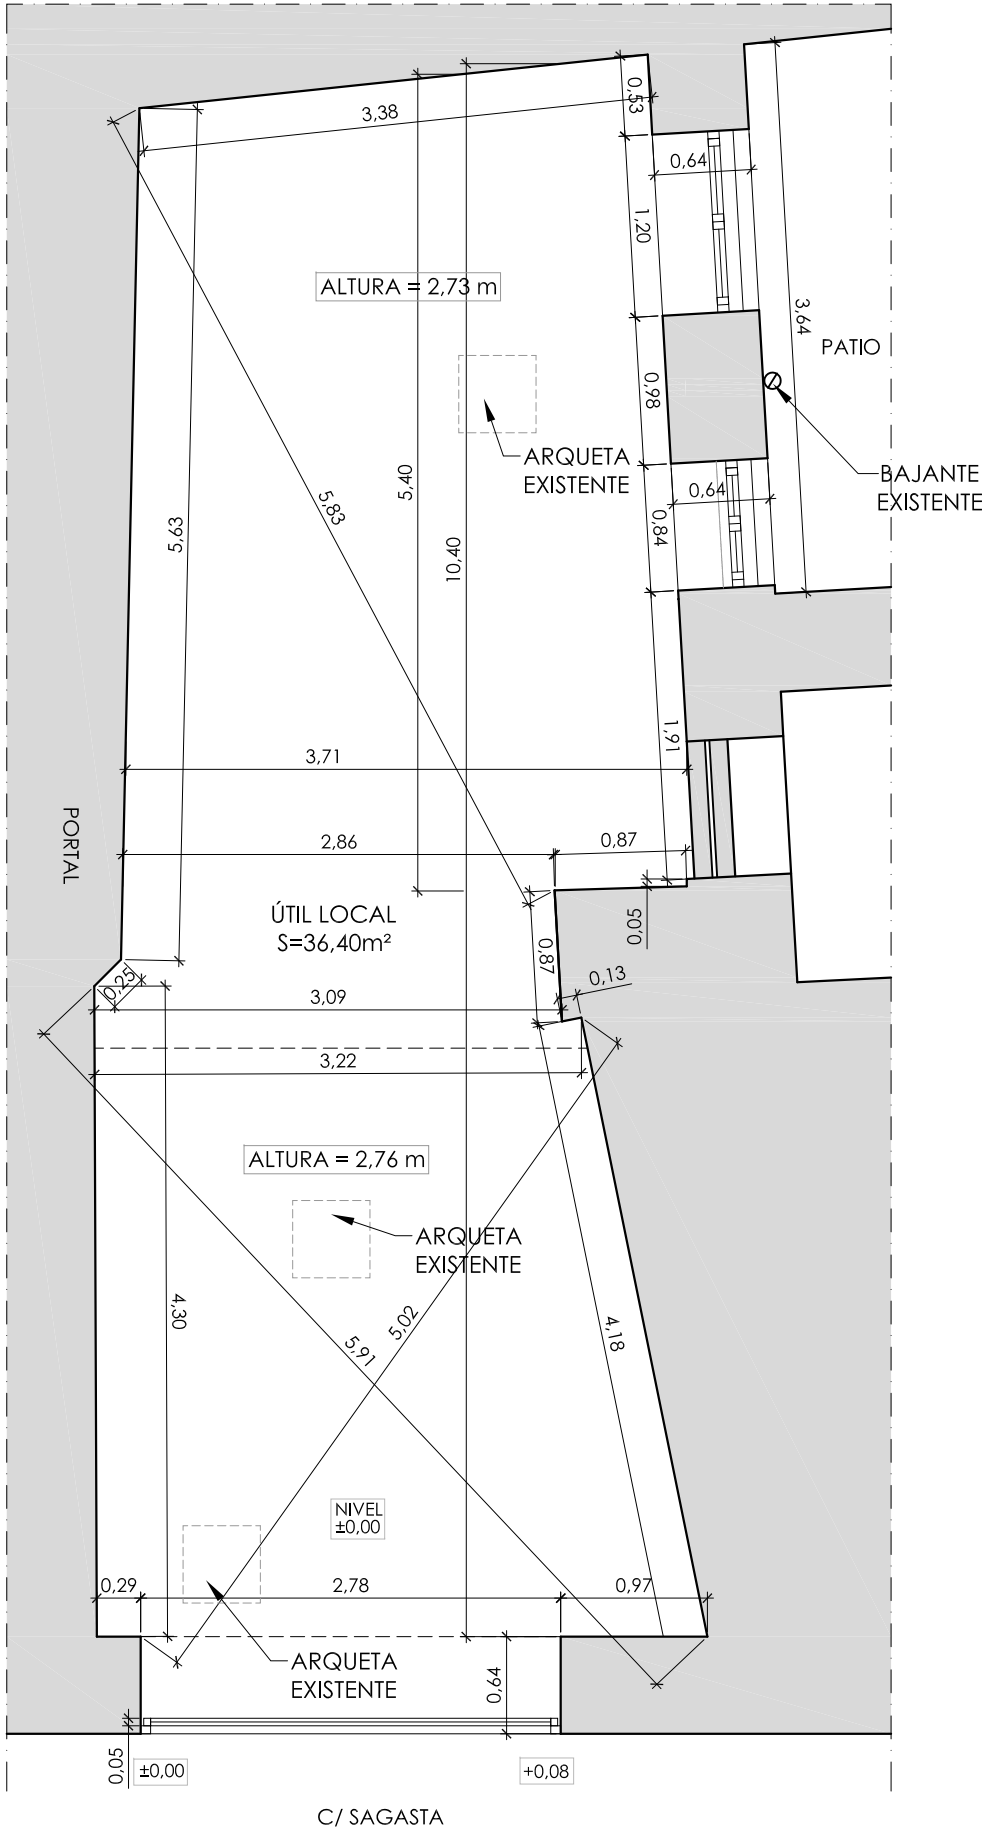 0,53
3,38
0,64
1,20
ALTURA = 2,73 m
3,64
PATIO
0,98
ARQUETA
EXISTENTE
BAJANTE
EXISTENTE
5,40
5,83
0,64
5,63
0,84
10,40
1,91
3,71
PORTAL
2,86
0,87
ÚTIL LOCAL
S=36,40m²
0,05
0,87
0,25
0,13
3,09
3,22
ALTURA = 2,76 m
ARQUETA
EXISTENTE
4,30
5,02
5,91
4,18
NIVEL
±0,00
0,29
2,78
0,97
ARQUETA
EXISTENTE
0,64
0,05
±0,00
+0,08
C/ SAGASTA